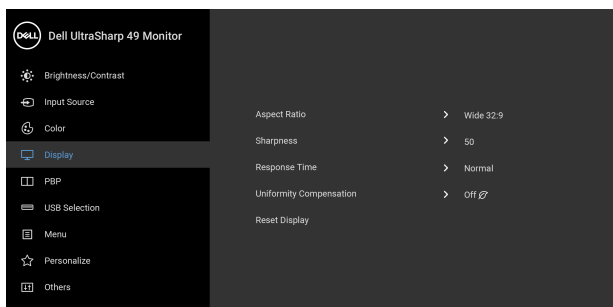 DELL Dell UltraSharp 49 Monitor
Brightness/Contrast
Input Source
Color
Display
PBP
USB Selection
Menu
Personalize
Others
Aspect Ratio > Wide 32:9
Sharpness > 50
Response Time > Normal
Uniformity Compensation > Off
Reset Display